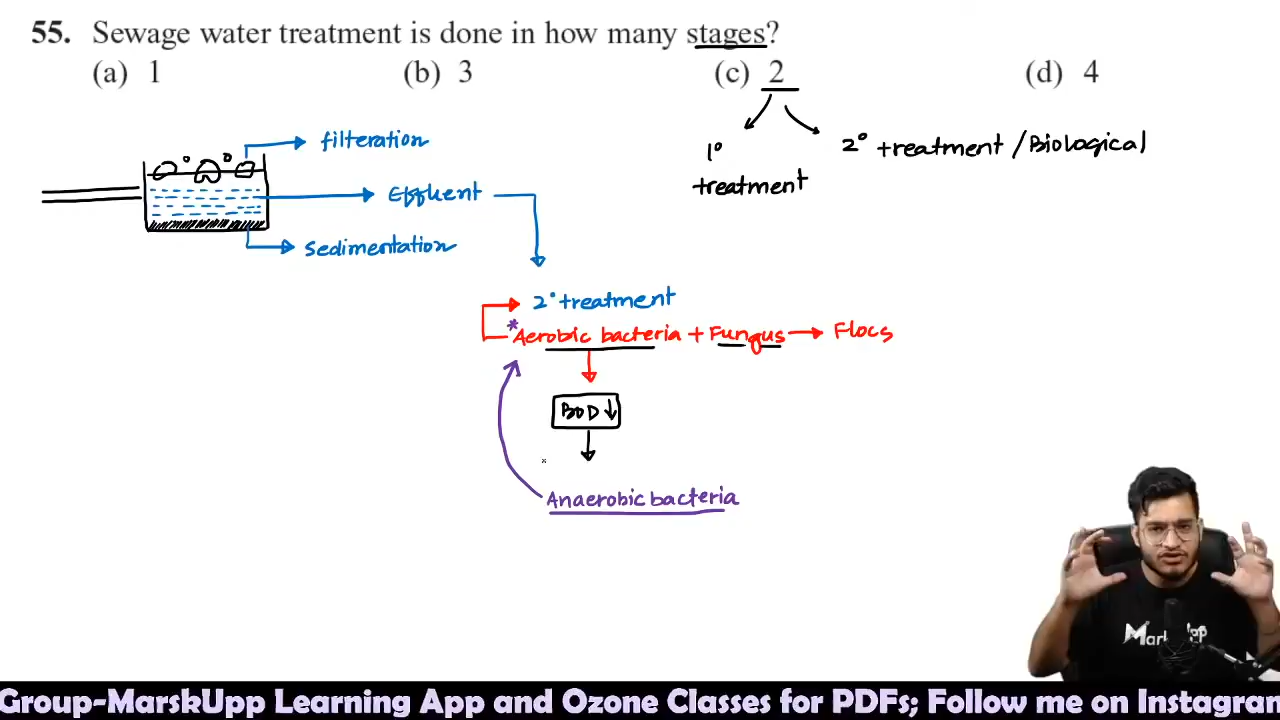 55. Sewage water treatment is done in how many stages?
(a) 1 (b) 3 (c) 2 (d) 4
filteration
1° treatment
2° treatment / Biological
Effluent
Sedimentation
2° treatment
*Aerobic bacteria + Fungus → Flocs
BOD ↓
Anaerobic bacteria
Group-MarskUpp Learning App and Ozone Classes for PDFs; Follow me on Instagran